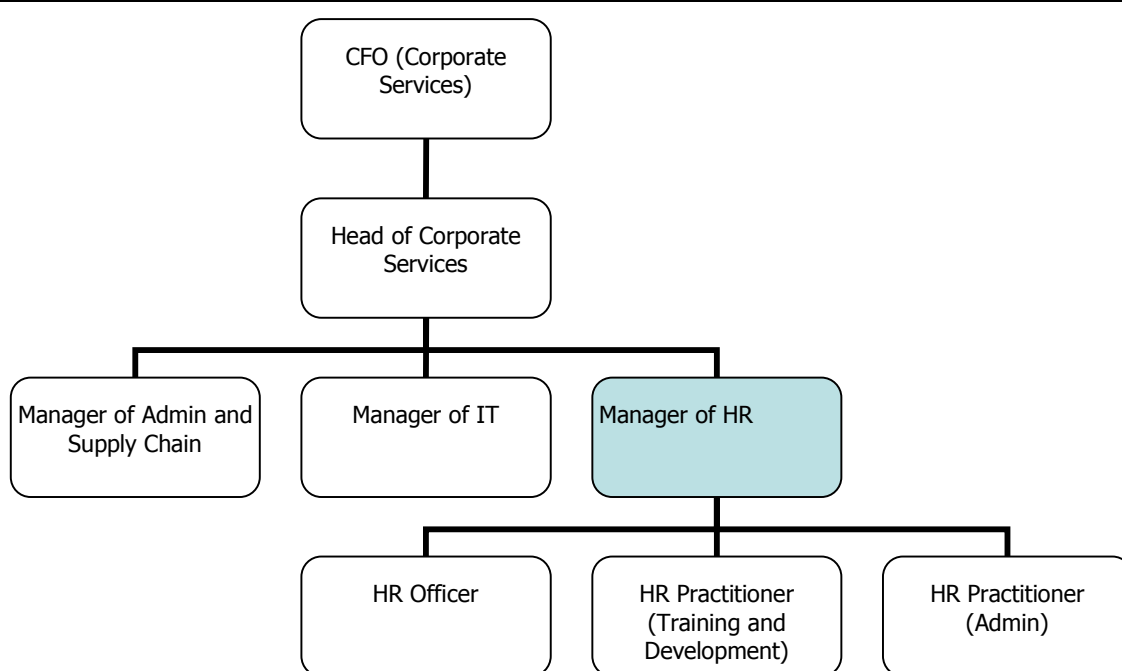 CFO (Corporate
Services)
Head of Corporate
Services
Manager of Admin and
Supply Chain
Manager of IT
Manager of HR
HR Officer
HR Practitioner
(Training and
Development)
HR Practitioner
(Admin)